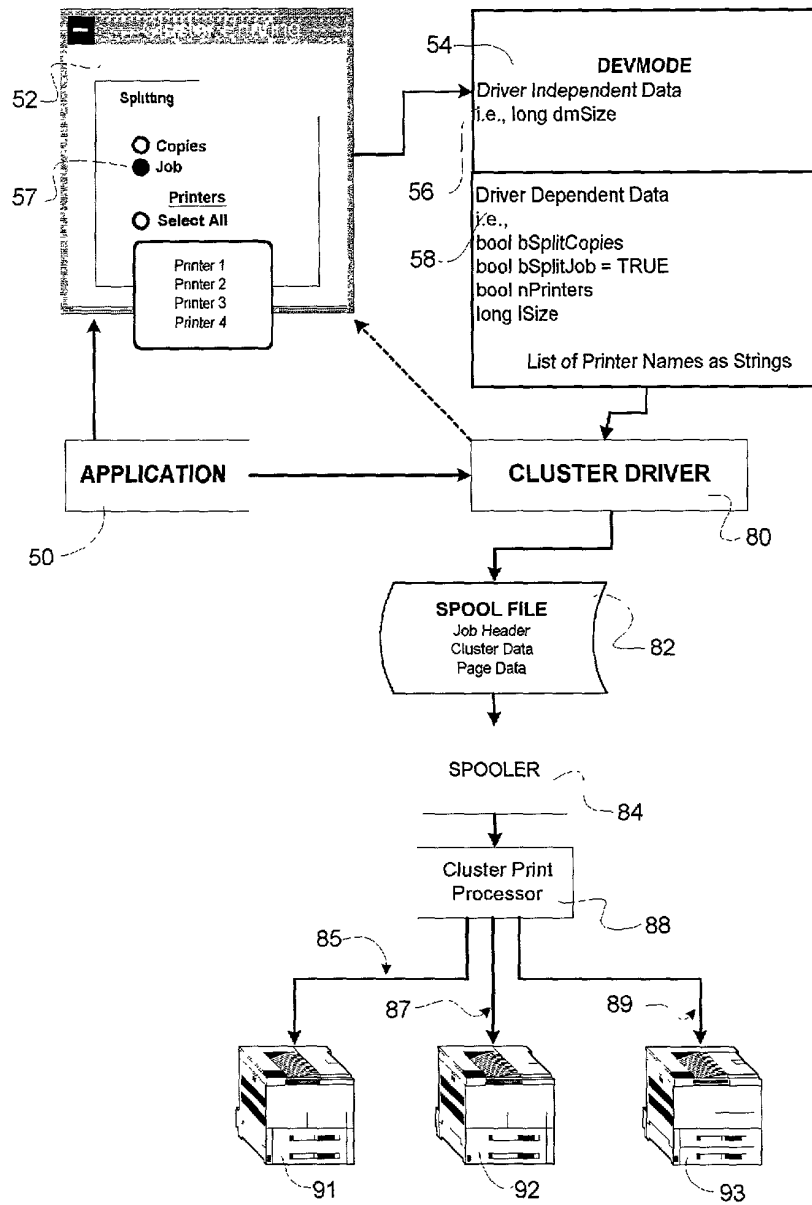 Printing
54
DEVMODE
Driver Independent Data
i.e., long dmSize
52
Splitting
Copies
Job
57
Printers
Select All
56
Driver Dependent Data
i.e.,
58
bool bSplitCopies
bool bSplitJob = TRUE
bool nPrinters
long lSize
List of Printer Names as Strings
Printer 1
Printer 2
Printer 3
Printer 4
APPLICATION
50
CLUSTER DRIVER
80
SPOOL FILE
Job Header
Cluster Data
Page Data
82
SPOOLER
84
Cluster Print
Processor
88
85
87
89
91
92
93